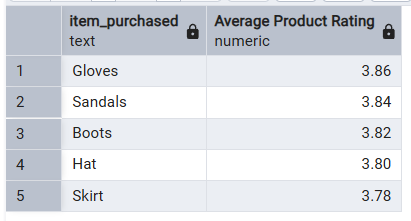 item_purchased Average Product Rating
text numeric
1 Gloves 3.86
2 Sandals 3.84
3 Boots 3.82
4 Hat 3.80
5 Skirt 3.78